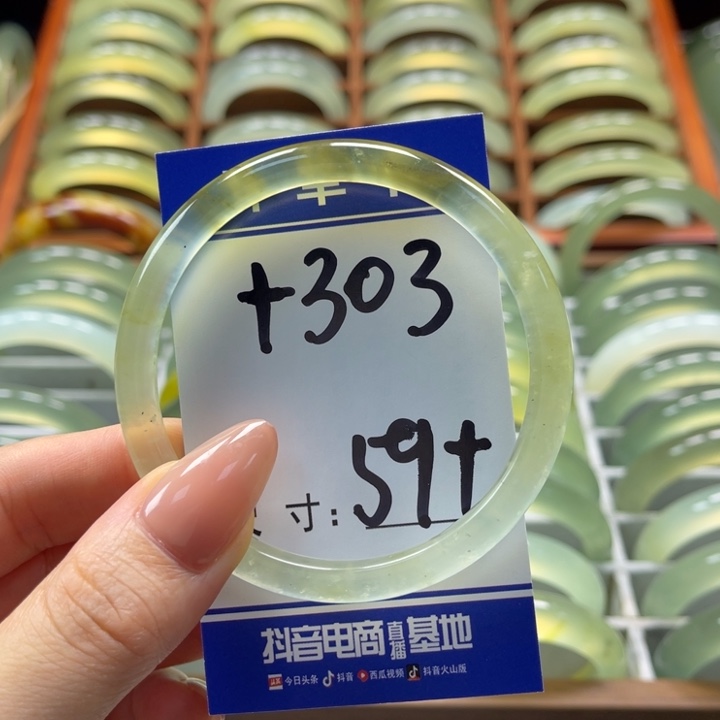 +303
寸: 59+
抖音电商直播基地
今日头条 抖音 西瓜视频 抖音火山版